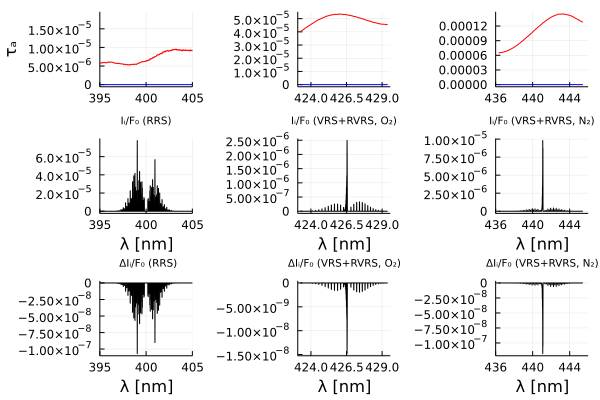 τₐ
1.50×10⁻⁵
1.00×10⁻⁵
5.00×10⁻⁶
0
395 400 405
5.0×10⁻⁵
4.0×10⁻⁵
3.0×10⁻⁵
2.0×10⁻⁵
1.0×10⁻⁵
0
424.0 426.5 429.0
0.00012
0.00009
0.00006
0.00003
0.00000
436 440 444
Iᵢ/F₀ (RRS)
Iᵢ/F₀ (VRS+RVRS, O₂)
Iᵢ/F₀ (VRS+RVRS, N₂)
6.0×10⁻⁵
4.0×10⁻⁵
2.0×10⁻⁵
0
395 400 405
λ [nm]
2.50×10⁻⁶
2.00×10⁻⁶
1.50×10⁻⁶
1.00×10⁻⁶
5.00×10⁻⁷
0
424.0 426.5 429.0
λ [nm]
1.00×10⁻⁵
7.50×10⁻⁶
5.00×10⁻⁶
2.50×10⁻⁶
0
436 440 444
λ [nm]
ΔIᵢ/F₀ (RRS)
ΔIᵢ/F₀ (VRS+RVRS, O₂)
ΔIᵢ/F₀ (VRS+RVRS, N₂)
0
−2.50×10⁻⁸
−5.00×10⁻⁸
−7.50×10⁻⁸
−1.00×10⁻⁷
395 400 405
λ [nm]
0
−5.00×10⁻⁹
−1.00×10⁻⁸
−1.50×10⁻⁸
424.0 426.5 429.0
λ [nm]
0
−2.50×10⁻⁸
−5.00×10⁻⁸
−7.50×10⁻⁸
−1.00×10⁻⁷
436 440 444
λ [nm]